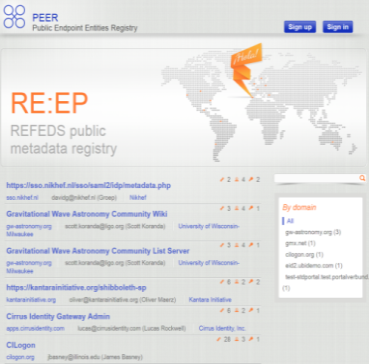 PEER
Public Endpoint Entities Registry
Sign up Sign in
RE:EP
REFEDS public
metadata registry
https://sso.nikhef.nl/sso/saml2/idp/metadata.php
2 4 2
sso.nikhef.nl davidg@nikhef.nl (Groep) Nikhef
Gravitational Wave Astronomy Community Wiki
3 4 1
gw-astronomy.org scott.koranda@ligo.org (Scott Koranda) University of Wisconsin-
Milwaukee
Gravitational Wave Astronomy Community List Server
3 4 1
gw-astronomy.org scott.koranda@ligo.org (Scott Koranda) University of Wisconsin-
Milwaukee
https://kantarainitiative.org/shibboleth-sp
6 2 2
kantarainitiative.org oliver@kantarainitiative.org (Oliver Maerz) Kantara Initiative
Cirrus Identity Gateway Admin
6 2 1
apps.cirrusidentity.com lucas@cirrusidentity.com (Lucas Rockwell) Cirrus Identity, Inc.
CILogon
28 3 1
cilogon.org jbasney@illinois.edu (James Basney)
By domain
All
gw-astronomy.org (3)
gmx.net (1)
cilogon.org (1)
eid2.ubidemo.com (1)
test-eidportal.test.portalverbund
(1)